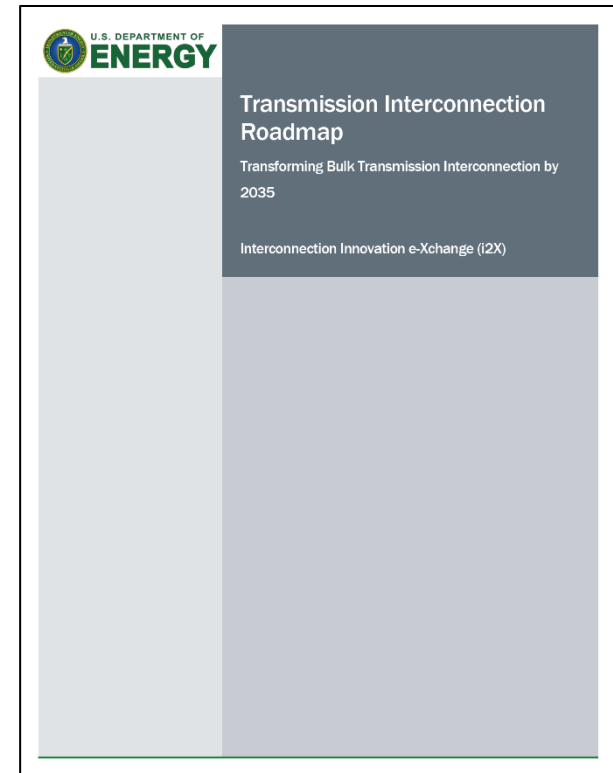 U.S. DEPARTMENT OF
ENERGY
Transmission Interconnection
Roadmap
Transforming Bulk Transmission Interconnection by
2035
Interconnection Innovation e-Xchange (i2X)